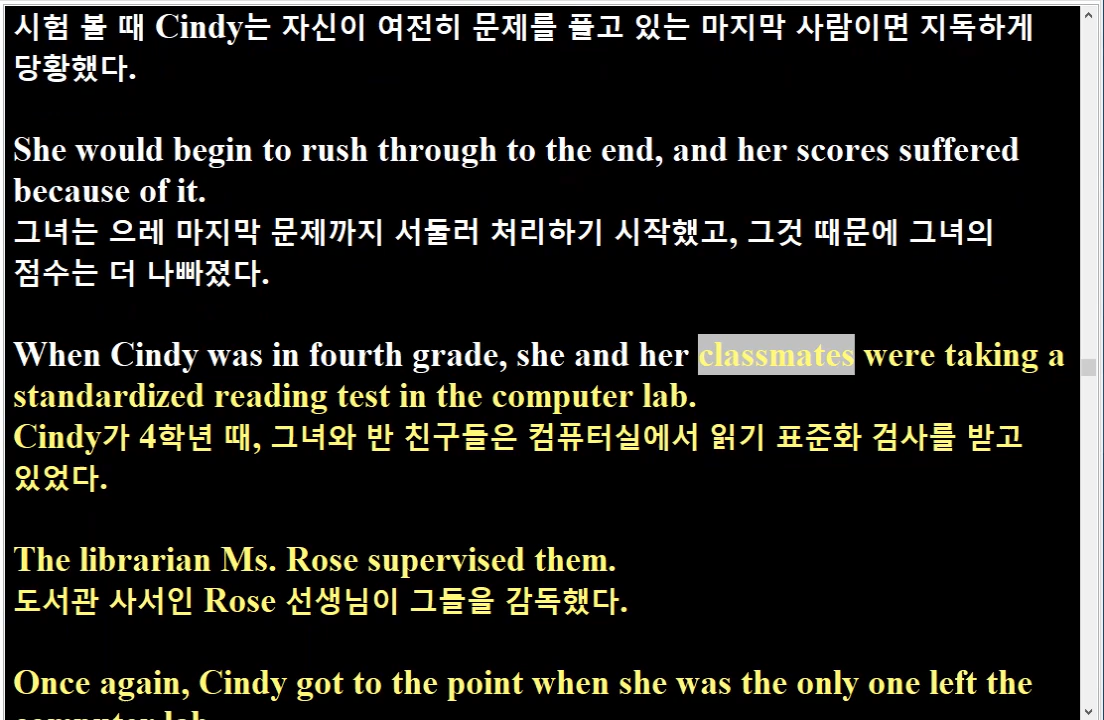 시험 볼 때 Cindy는 자신이 여전히 문제를 풀고 있는 마지막 사람이면 지독하게
당황했다.
She would begin to rush through to the end, and her scores suffered
because of it.
그녀는 으레 마지막 문제까지 서둘러 처리하기 시작했고, 그것 때문에 그녀의
점수는 더 나빠졌다.
When Cindy was in fourth grade, she and her classmates were taking a
standardized reading test in the computer lab.
Cindy가 4학년 때, 그녀와 반 친구들은 컴퓨터실에서 읽기 표준화 검사를 받고
있었다.
The librarian Ms. Rose supervised them.
도서관 사서인 Rose 선생님이 그들을 감독했다.
Once again, Cindy got to the point when she was the only one left the
computer lab.